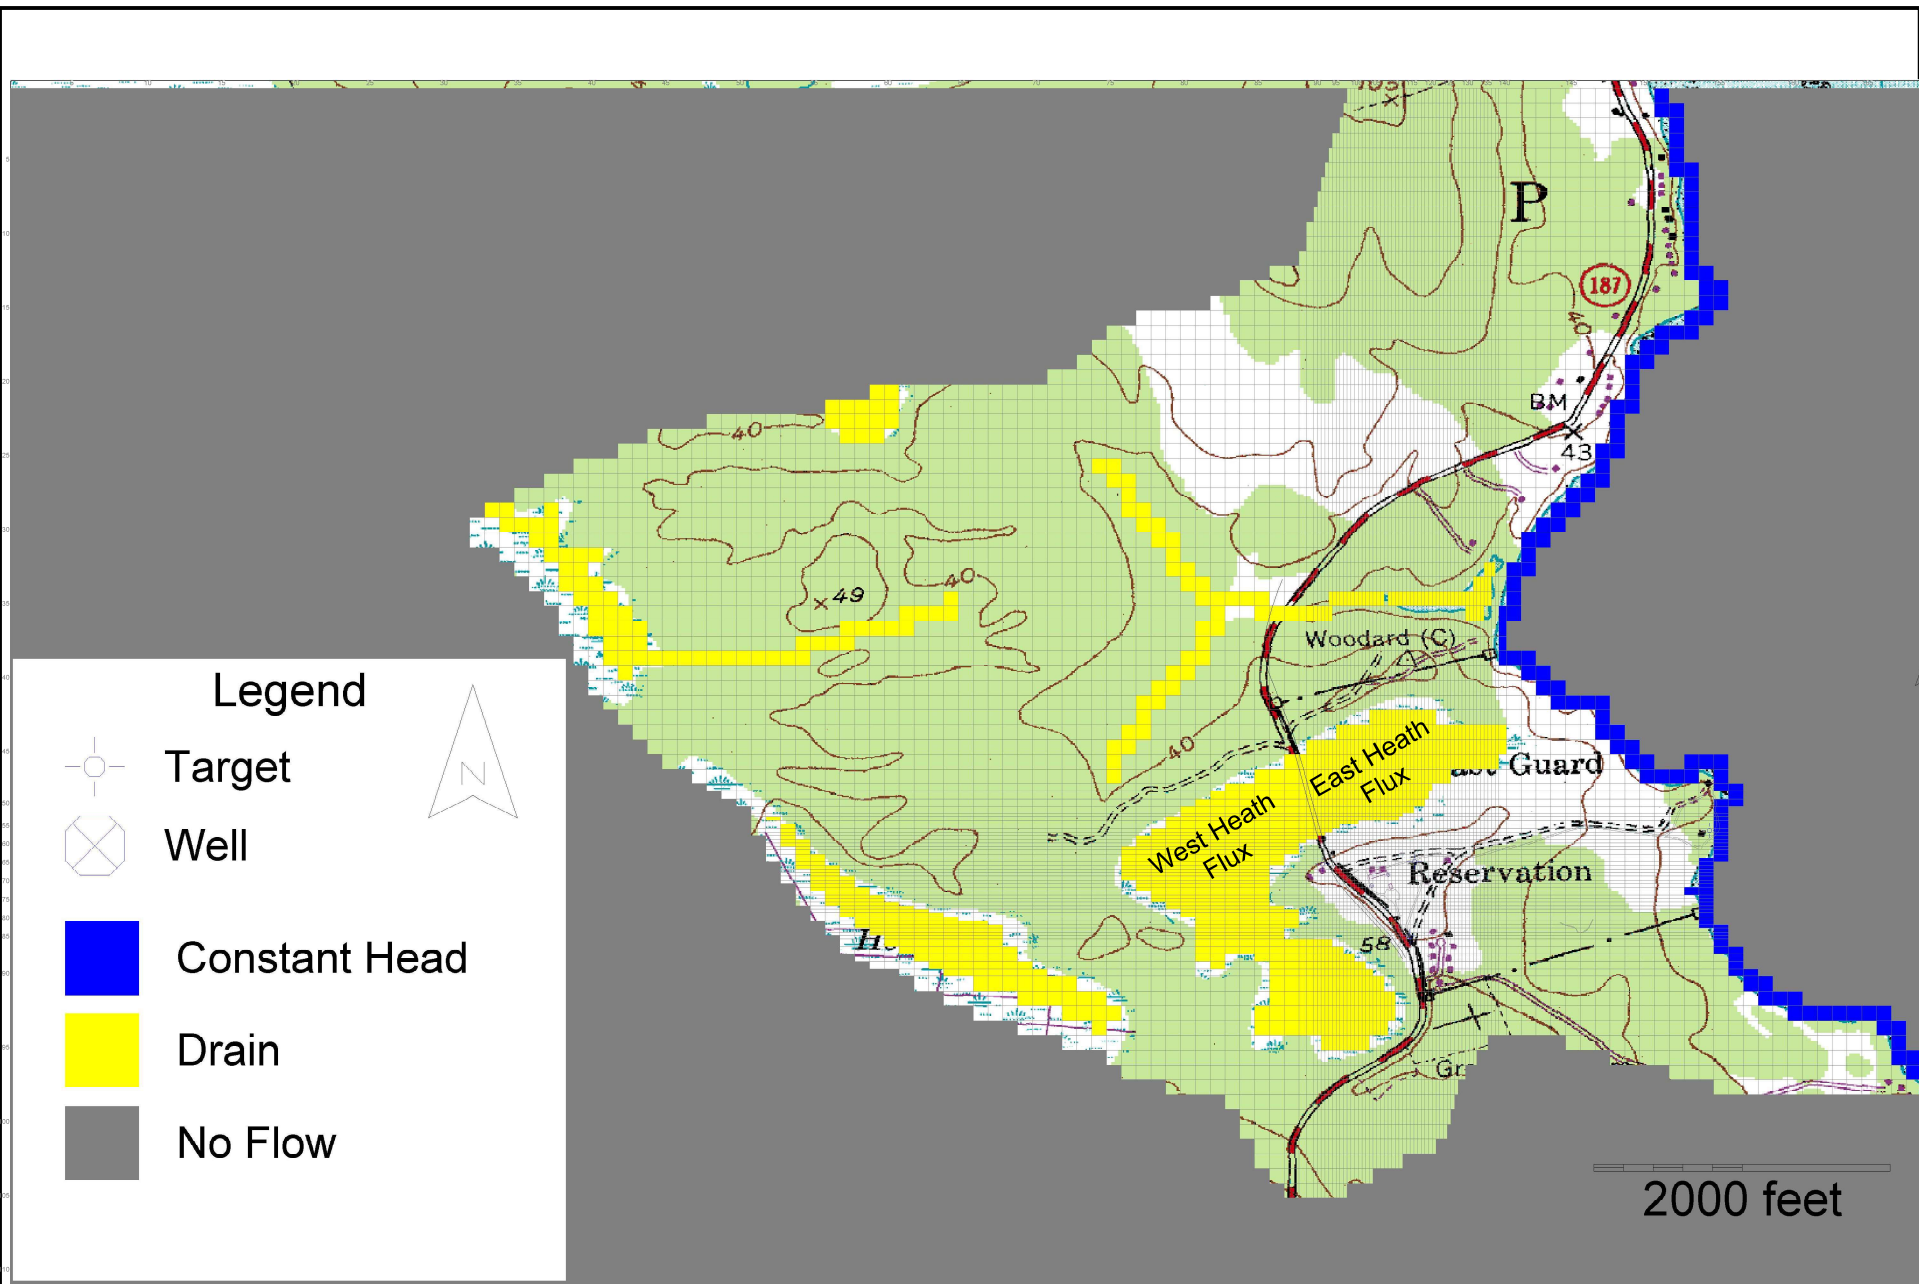 P
187
40
BM
43
40
49
40
Woodard (C)
40
East Heath
Flux
Guard
West Heath
Flux
Reservation
58
Gr
Legend
N
Target
Well
Constant Head
Drain
No Flow
2000 feet